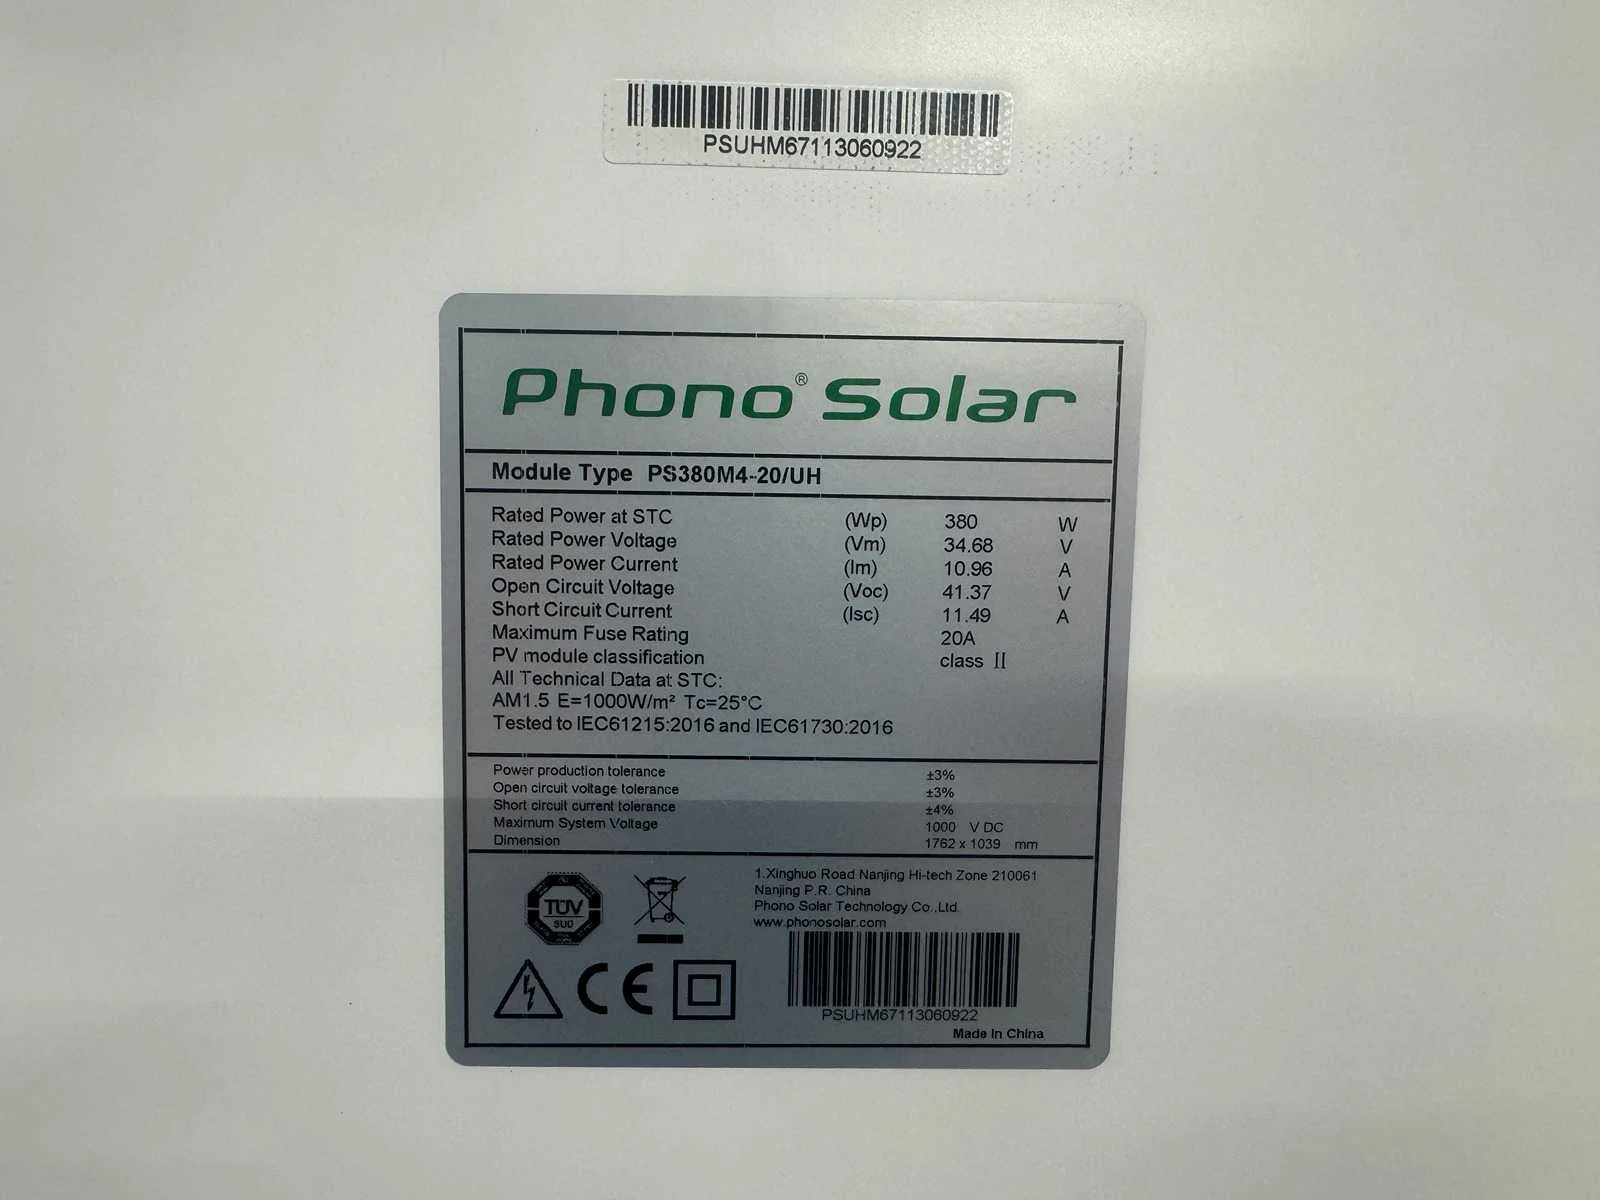 PSUHM67113060922
Phono® Solar
Module Type PS380M4-20/UH
Rated Power at STC (Wp) 380 W
Rated Power Voltage (Vm) 34.68 V
Rated Power Current (Im) 10.96 A
Open Circuit Voltage (Voc) 41.37 V
Short Circuit Current (Isc) 11.49 A
Maximum Fuse Rating 20A
PV module classification class II
All Technical Data at STC:
AM1.5 E=1000W/m² Tc=25°C
Tested to IEC61215:2016 and IEC61730:2016
Power production tolerance ±3%
Open circuit voltage tolerance ±3%
Short circuit current tolerance ±4%
Maximum System Voltage 1000 V DC
Dimension 1762 x 1039 mm
1.Xinghuo Road Nanjing Hi-tech Zone 210061
Nanjing P.R. China
Phono Solar Technology Co.,Ltd.
www.phonosolar.com
TÜV
SÜD
CE
PSUHM67113060922
Made In China